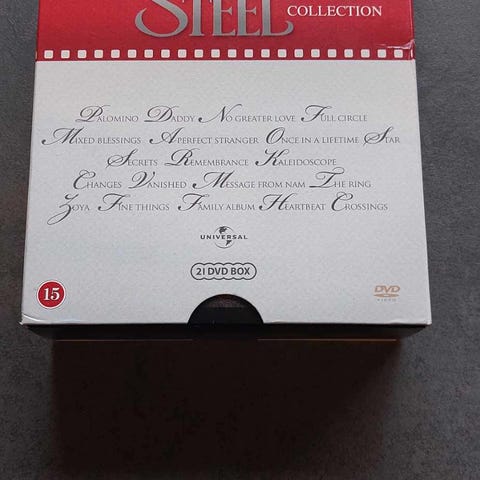 STEEL COLLECTION
Palomino Daddy No Greater Love Full Circle
Mixed Blessings A Perfect Stranger Once in a Lifetime Star
Secrets Remembrance Kaleidoscope
Changes Vanished Message from Nam The Ring
Zoya Fine Things Family Album Heartbeat Crossings
UNIVERSAL
21 DVD BOX
15
DVD
VIDEO